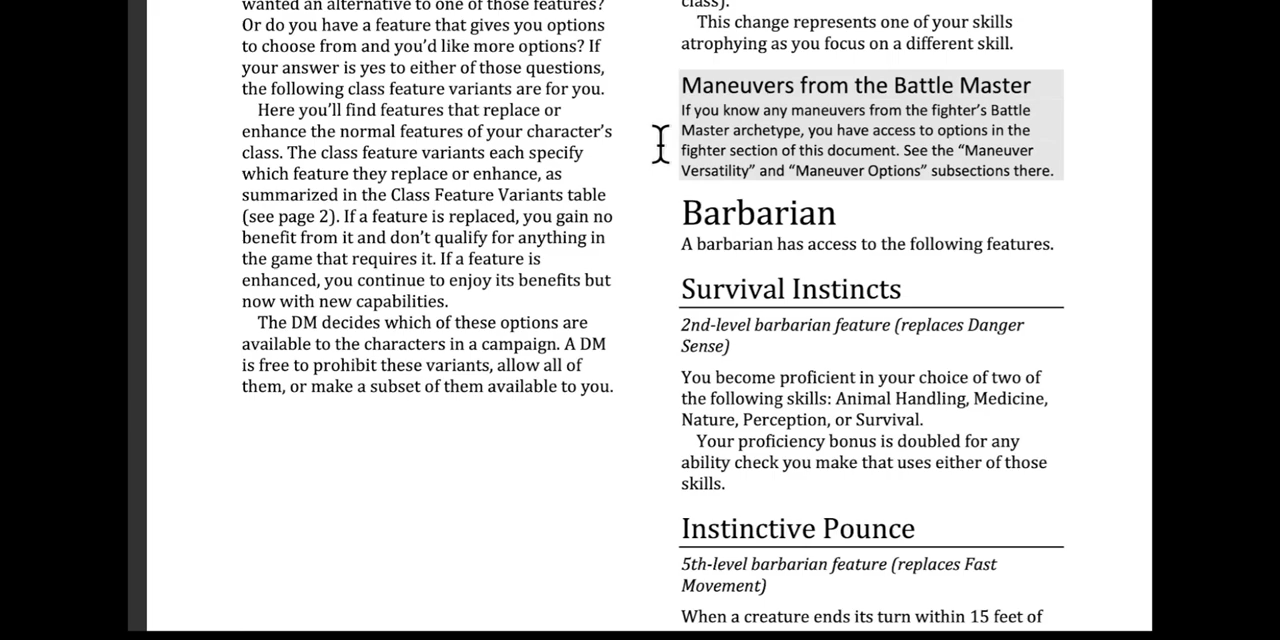 wanted an alternative to one of those features?
Or do you have a feature that gives you options
to choose from and you’d like more options? If
your answer is yes to either of those questions,
the following class feature variants are for you.
Here you’ll find features that replace or
enhance the normal features of your character’s
class. The class feature variants each specify
which feature they replace or enhance, as
summarized in the Class Feature Variants table
(see page 2). If a feature is replaced, you gain no
benefit from it and don’t qualify for anything in
the game that requires it. If a feature is
enhanced, you continue to enjoy its benefits but
now with new capabilities.
The DM decides which of these options are
available to the characters in a campaign. A DM
is free to prohibit these variants, allow all of
them, or make a subset of them available to you.
class).
This change represents one of your skills
atrophying as you focus on a different skill.
Maneuvers from the Battle Master
If you know any maneuvers from the fighter’s Battle
Master archetype, you have access to options in the
fighter section of this document. See the “Maneuver
Versatility” and “Maneuver Options” subsections there.
Barbarian
A barbarian has access to the following features.
Survival Instincts
2nd-level barbarian feature (replaces Danger
Sense)
You become proficient in your choice of two of
the following skills: Animal Handling, Medicine,
Nature, Perception, or Survival.
Your proficiency bonus is doubled for any
ability check you make that uses either of those
skills.
Instinctive Pounce
5th-level barbarian feature (replaces Fast
Movement)
When a creature ends its turn within 15 feet of